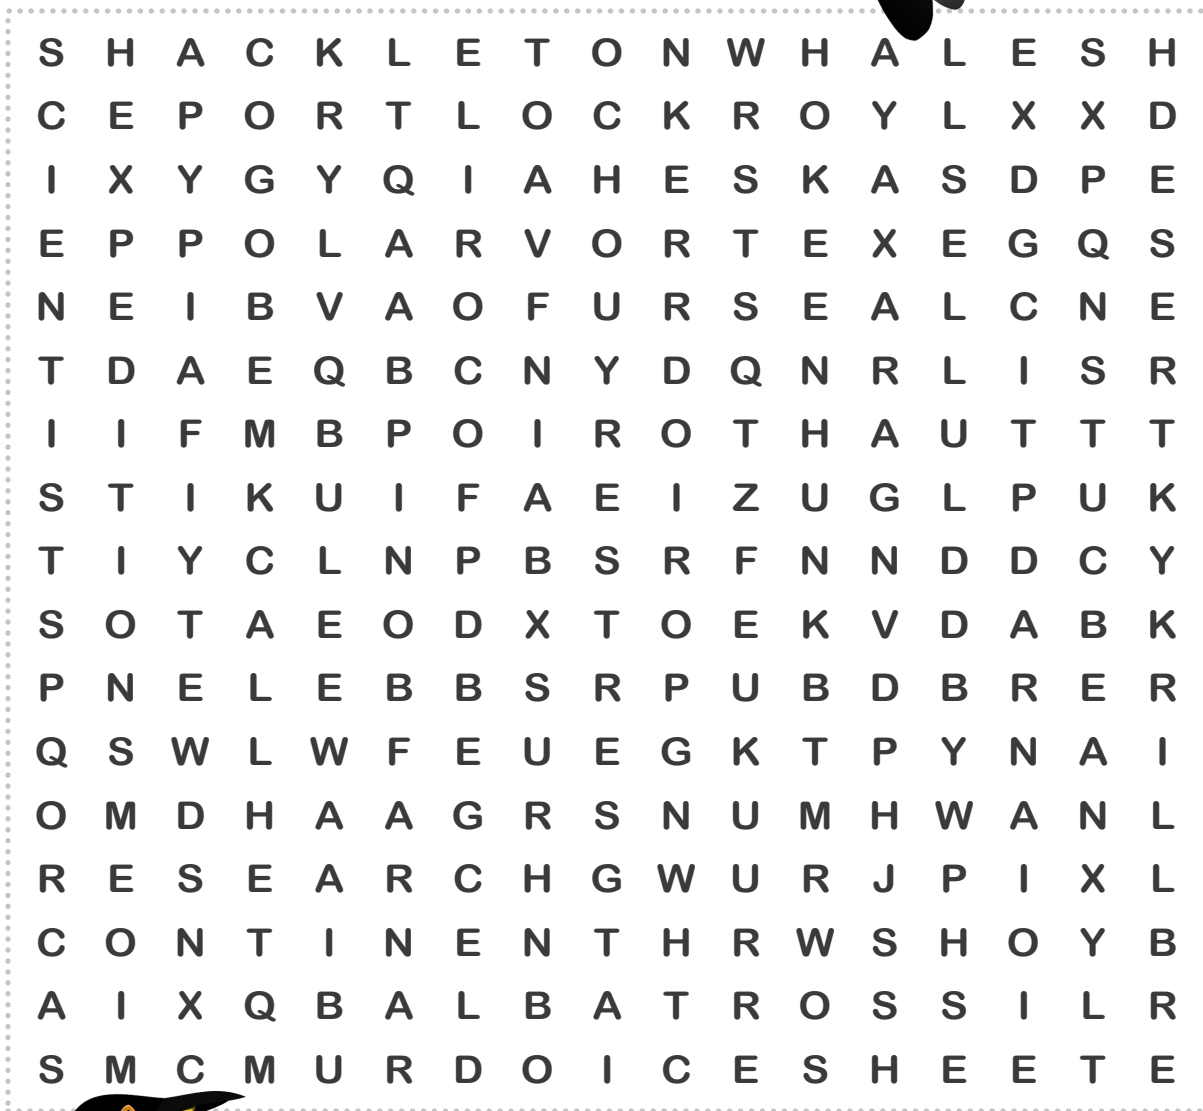 S H A C K L E T O N W H A L E S H
C E P O R T L O C K R O Y L X X D
I X Y G Y Q I A H E S K A S D P E
E P P O L A R V O R T E X E G Q S
N E I B V A O F U R S E A L C N E
T D A E Q B C N Y D Q N R L I S R
I I F M B P O I R O T H A U T T T
S T I K U I F A E I Z U G L P U K
T I Y C L N P B S R F N N D D C Y
S O T A E O D X T O E K V D A B K
P N E L E B B S R P U B D B R E R
Q S W L W F E U E G K T P Y N A I
O M D H A A G R S N U M H W A N L
R E S E A R C H G W U R J P I X L
C O N T I N E N T H R W S H O Y B
A I X Q B A L B A T R O S S I L R
S M C M U R D O I C E S H E E T E